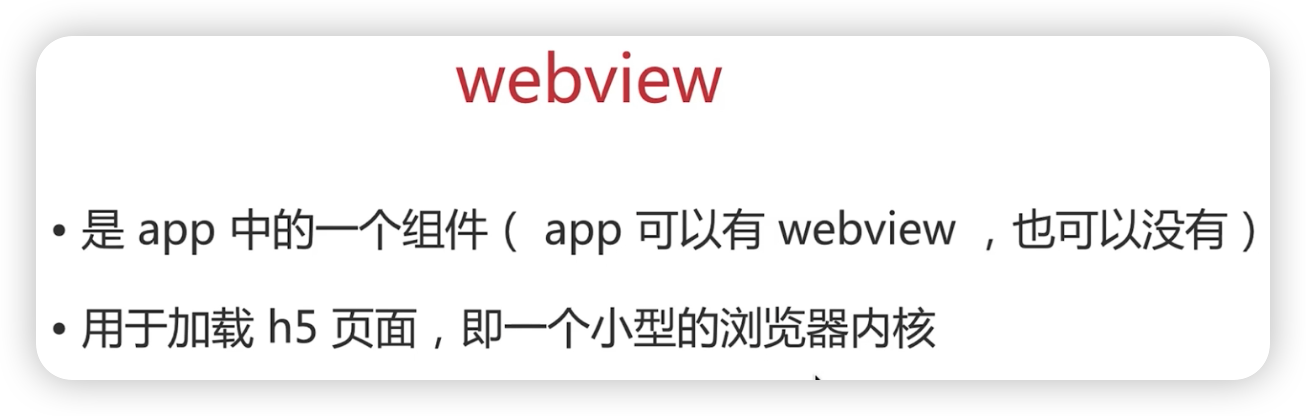 webview
• 是 app 中的一个组件（ app 可以有 webview ，也可以没有）
• 用于加载 h5 页面，即一个小型的浏览器内核